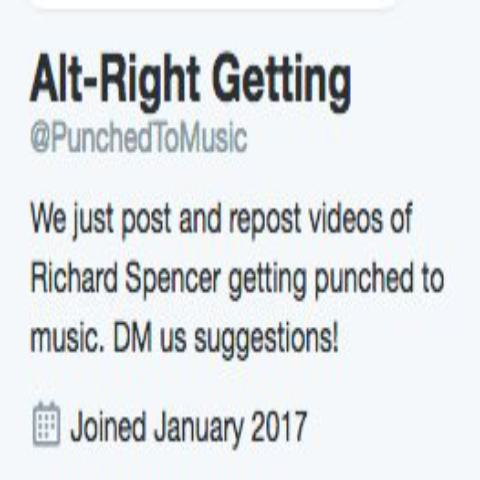 Alt-Right Getting
@PunchedToMusic
We just post and repost videos of
Richard Spencer getting punched to
music. DM us suggestions!
Joined January 2017